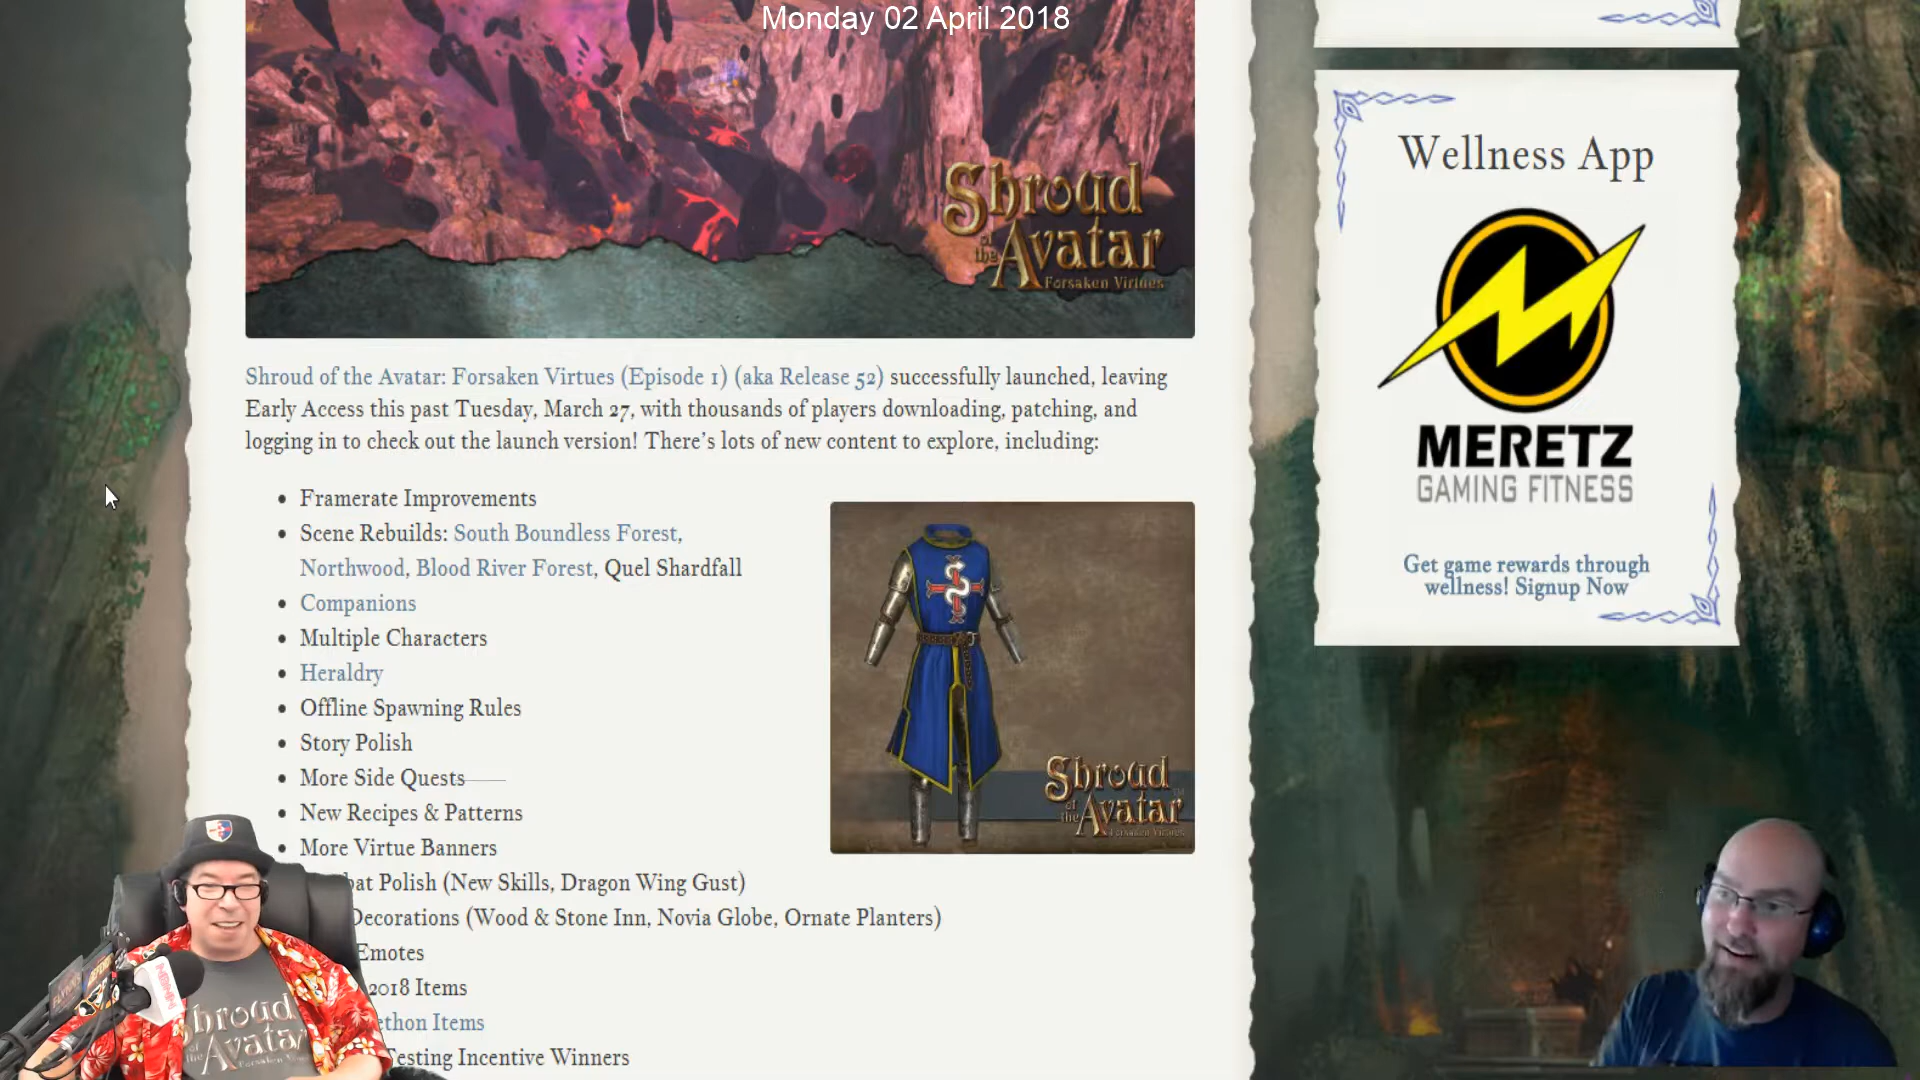 Monday 02 April 2018
Shroud
of
the Avatar
Forsaken Virtues
Shroud of the Avatar: Forsaken Virtues (Episode 1) (aka Release 52) successfully launched, leaving
Early Access this past Tuesday, March 27, with thousands of players downloading, patching, and
logging in to check out the launch version! There's lots of new content to explore, including:
Framerate Improvements
Scene Rebuilds: South Boundless Forest,
Northwood, Blood River Forest, Quel Shardfall
Companions
Multiple Characters
Heraldry
Offline Spawning Rules
Story Polish
More Side Quests
New Recipes & Patterns
More Virtue Banners
bat Polish (New Skills, Dragon Wing Gust)
Decorations (Wood & Stone Inn, Novia Globe, Ornate Planters)
Emotes
2018 Items
ethon Items
Testing Incentive Winners
Shroud
of
the Avatar
Forsaken Virtues
Wellness App
MERETZ
GAMING FITNESS
Get game rewards through
wellness! Signup Now
Shroud
of
the Avatar